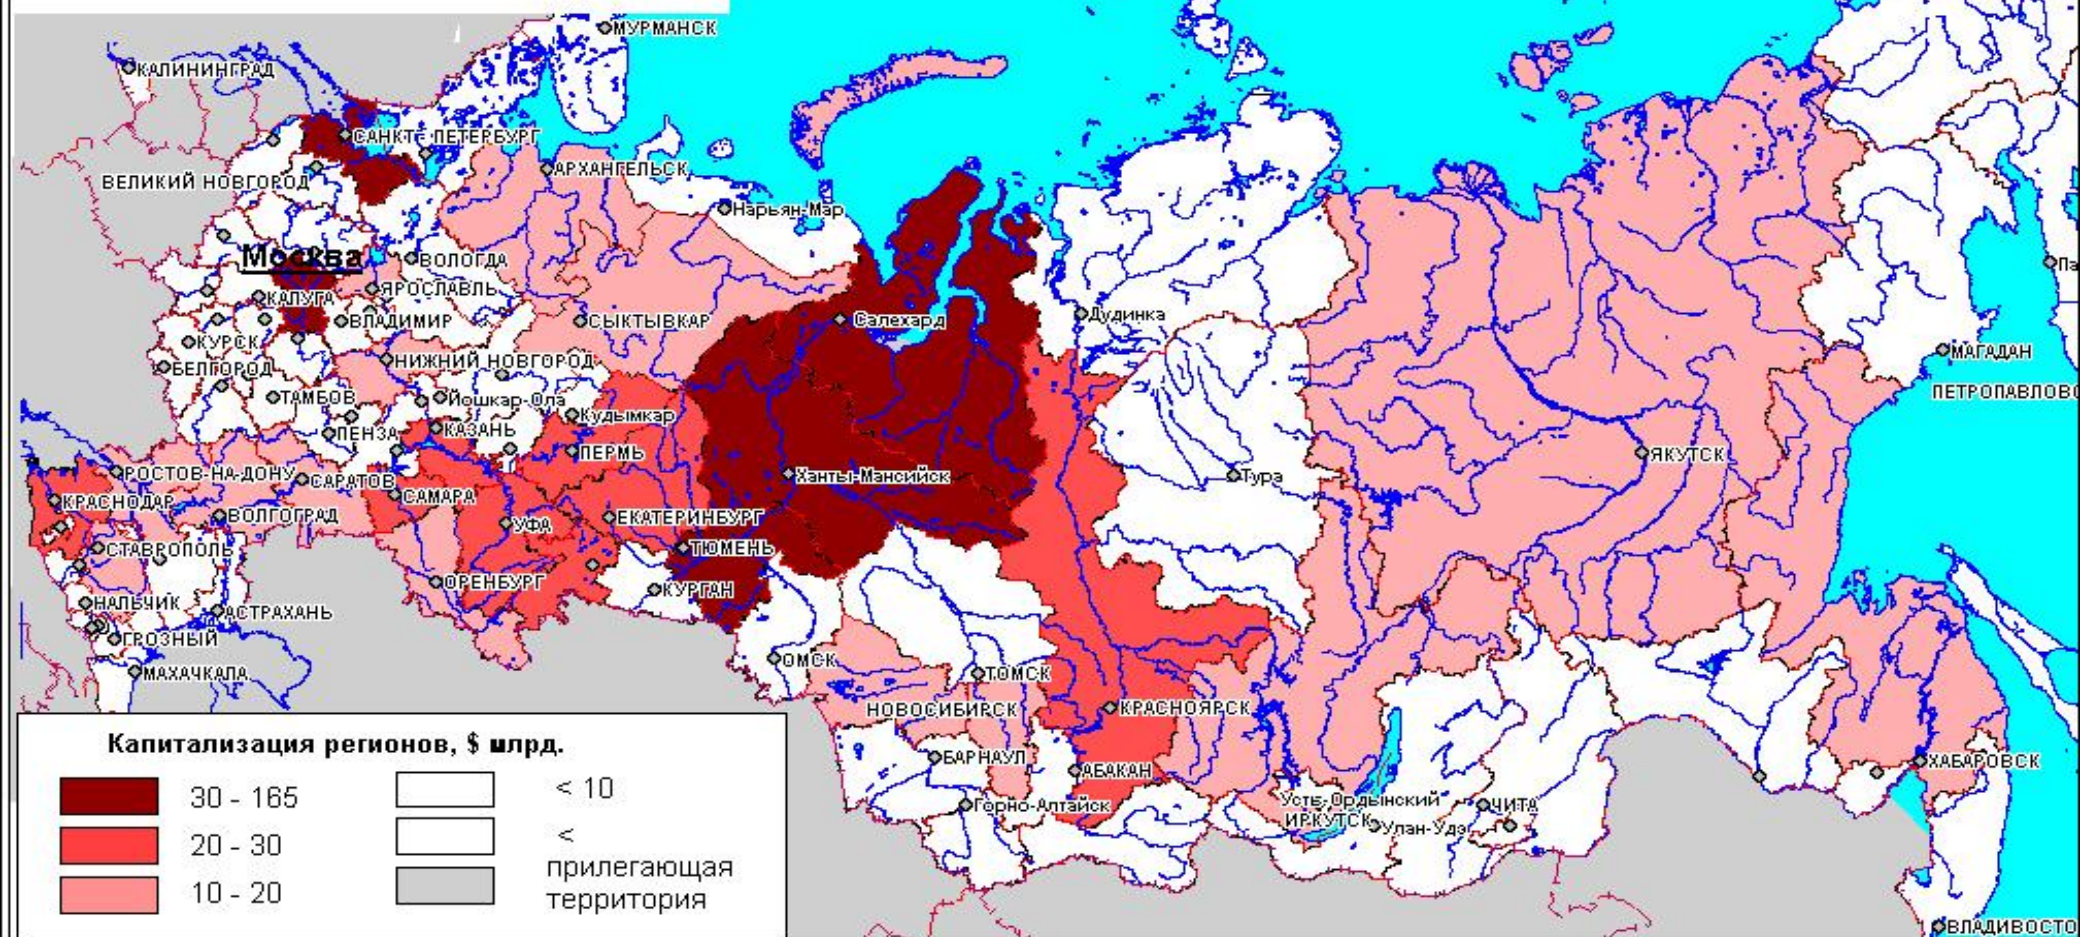 МУРМАНСК
КАЛИНИНГРАД
САНКТ- ПЕТЕРБУРГ
АРХАНГЕЛЬСК
ВЕЛИКИЙ НОВГОРОД
Нарьян-Мар
Москва
ВОЛОГДА
КАЛУГА
ЯРОСЛАВЛЬ
ВЛАДИМИР
СЫКТЫВКАР
Салехард
Дудинка
КУРСК
НИЖНИЙ НОВГОРОД
МАГАДАН
БЕЛГОРОД
ПЕТРОПАВЛОВС
ТАМБОВ
Йошкар-Ола
Кудымкар
ПЕНЗА
КАЗАНЬ
ПЕРМЬ
ЯКУТСК
РОСТОВ-НА-ДОНУ
САРАТОВ
Ханты-Мансийск
Тура
КРАСНОДАР
САМАРА
ВОЛГОГРАД
УФА
ЕКАТЕРИНБУРГ
СТАВРОПОЛЬ
ТЮМЕНЬ
ОРЕНБУРГ
КУРГАН
НАЛЬЧИК
АСТРАХАНЬ
ГРОЗНЫЙ
МАХАЧКАЛА
ОМСК
ТОМСК
НОВОСИБИРСК
КРАСНОЯРСК
БАРНАУЛ
АБАКАН
ХАБАРОВСК
Горно-Алтайск
Усть-Ордынский
ИРКУТСК
Улан-Удэ
ЧИТА
ВЛАДИВОСТО
Капитализация регионов, $ млрд.
30 - 165
< 10
20 - 30
<
10 - 20
прилегающая
территория